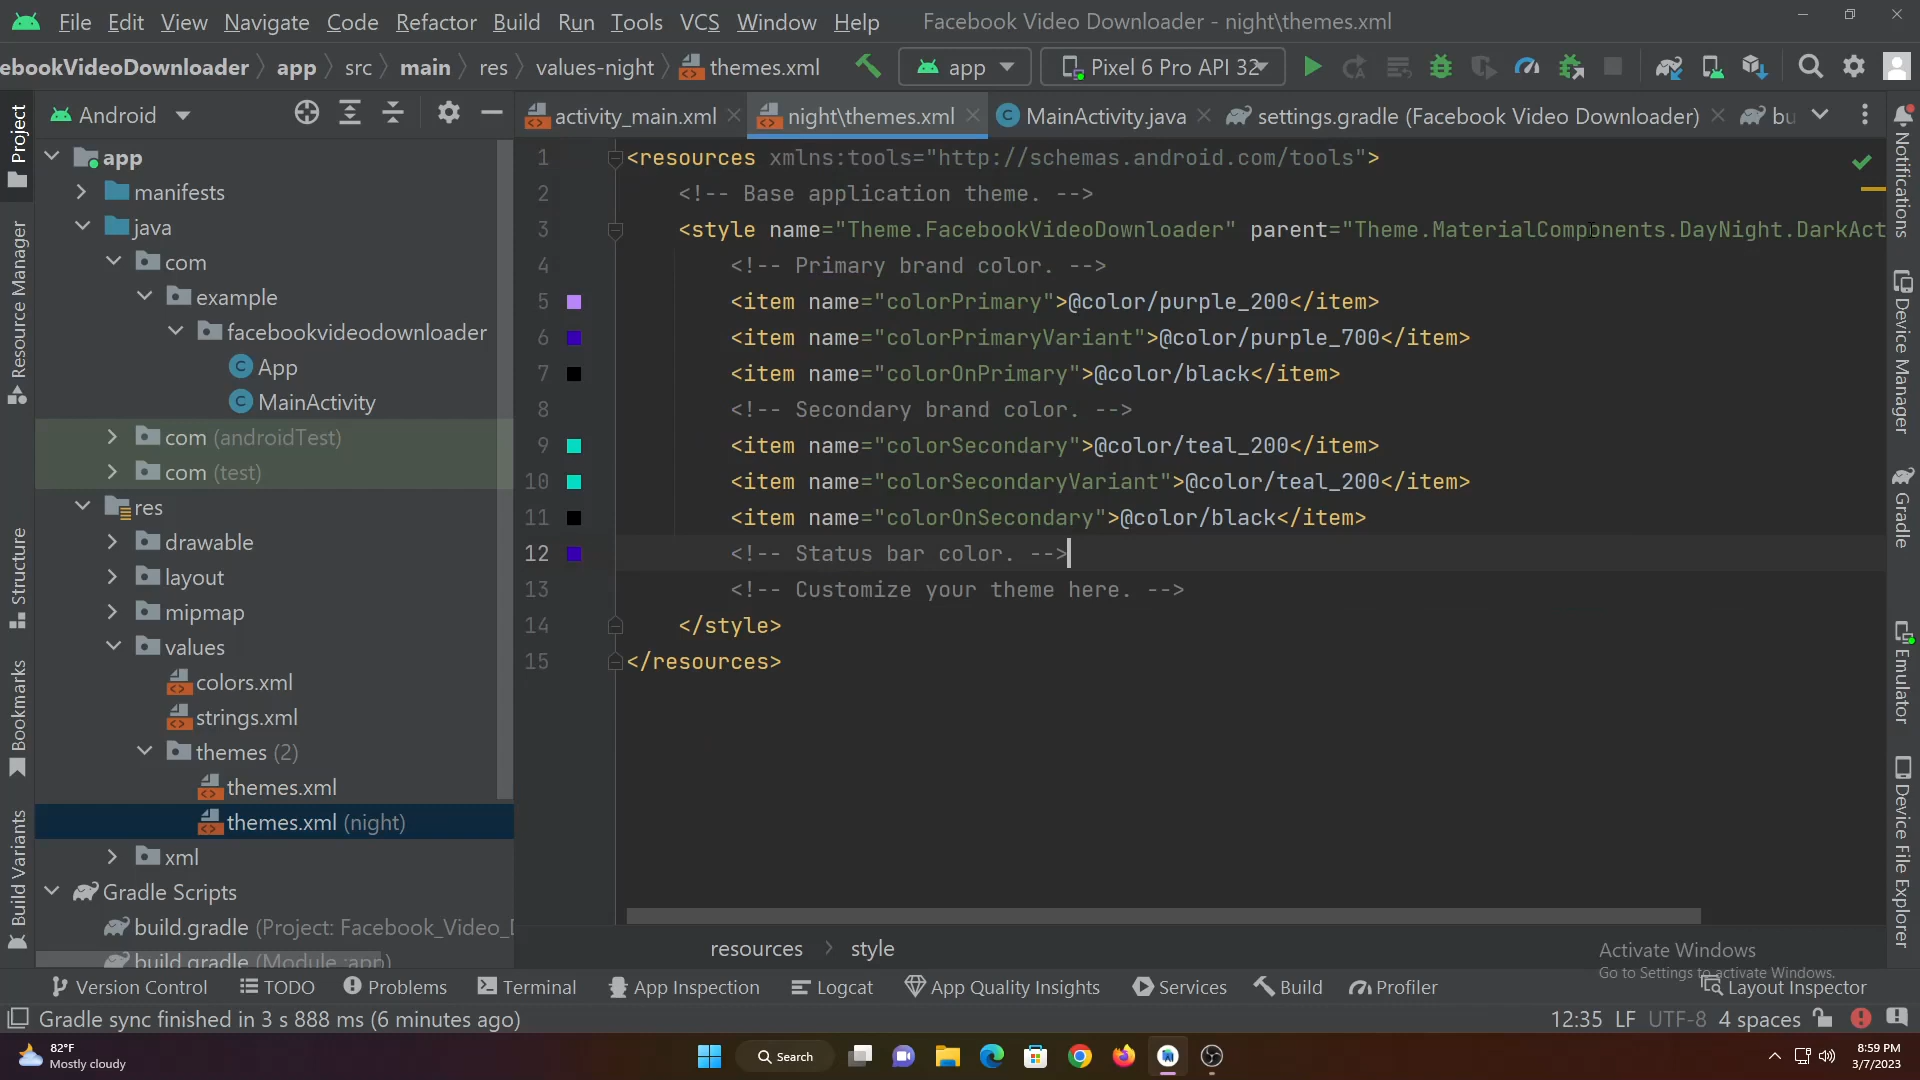 File Edit View Navigate Code Refactor Build Run Tools VCS Window Help Facebook Video Downloader - night\themes.xml
ebookVideoDownloader app src main res values-night themes.xml app Pixel 6 Pro API 32
Android
activity_main.xml night\themes.xml MainActivity.java settings.gradle (Facebook Video Downloader) bu
Project
Resource Manager
Structure
Bookmarks
Build Variants
app
manifests
java
com
example
facebookvideodownloader
App
MainActivity
com (androidTest)
com (test)
res
drawable
layout
mipmap
values
colors.xml
strings.xml
themes (2)
themes.xml
themes.xml (night)
xml
Gradle Scripts
build.gradle (Project: Facebook_Video_D
build.gradle (Module :app)
1 <resources xmlns:tools="http://schemas.android.com/tools">
2 <!-- Base application theme. -->
3 <style name="Theme.FacebookVideoDownloader" parent="Theme.MaterialComponents.DayNight.DarkAct
4 <!-- Primary brand color. -->
5 <item name="colorPrimary">@color/purple_200</item>
6 <item name="colorPrimaryVariant">@color/purple_700</item>
7 <item name="colorOnPrimary">@color/black</item>
8 <!-- Secondary brand color. -->
9 <item name="colorSecondary">@color/teal_200</item>
10 <item name="colorSecondaryVariant">@color/teal_200</item>
11 <item name="colorOnSecondary">@color/black</item>
12 <!-- Status bar color. -->
13 <!-- Customize your theme here. -->
14 </style>
15 </resources>
resources style
Notifications
Device Manager
Gradle
Emulator
Device File Explorer
Activate Windows
Go to Settings to activate Windows.
Version Control TODO Problems Terminal App Inspection Logcat App Quality Insights Services Build Profiler Layout Inspector
Gradle sync finished in 3 s 888 ms (6 minutes ago) 12:35 LF UTF-8 4 spaces
82°F
Mostly cloudy
Search
8:59 PM
3/7/2023